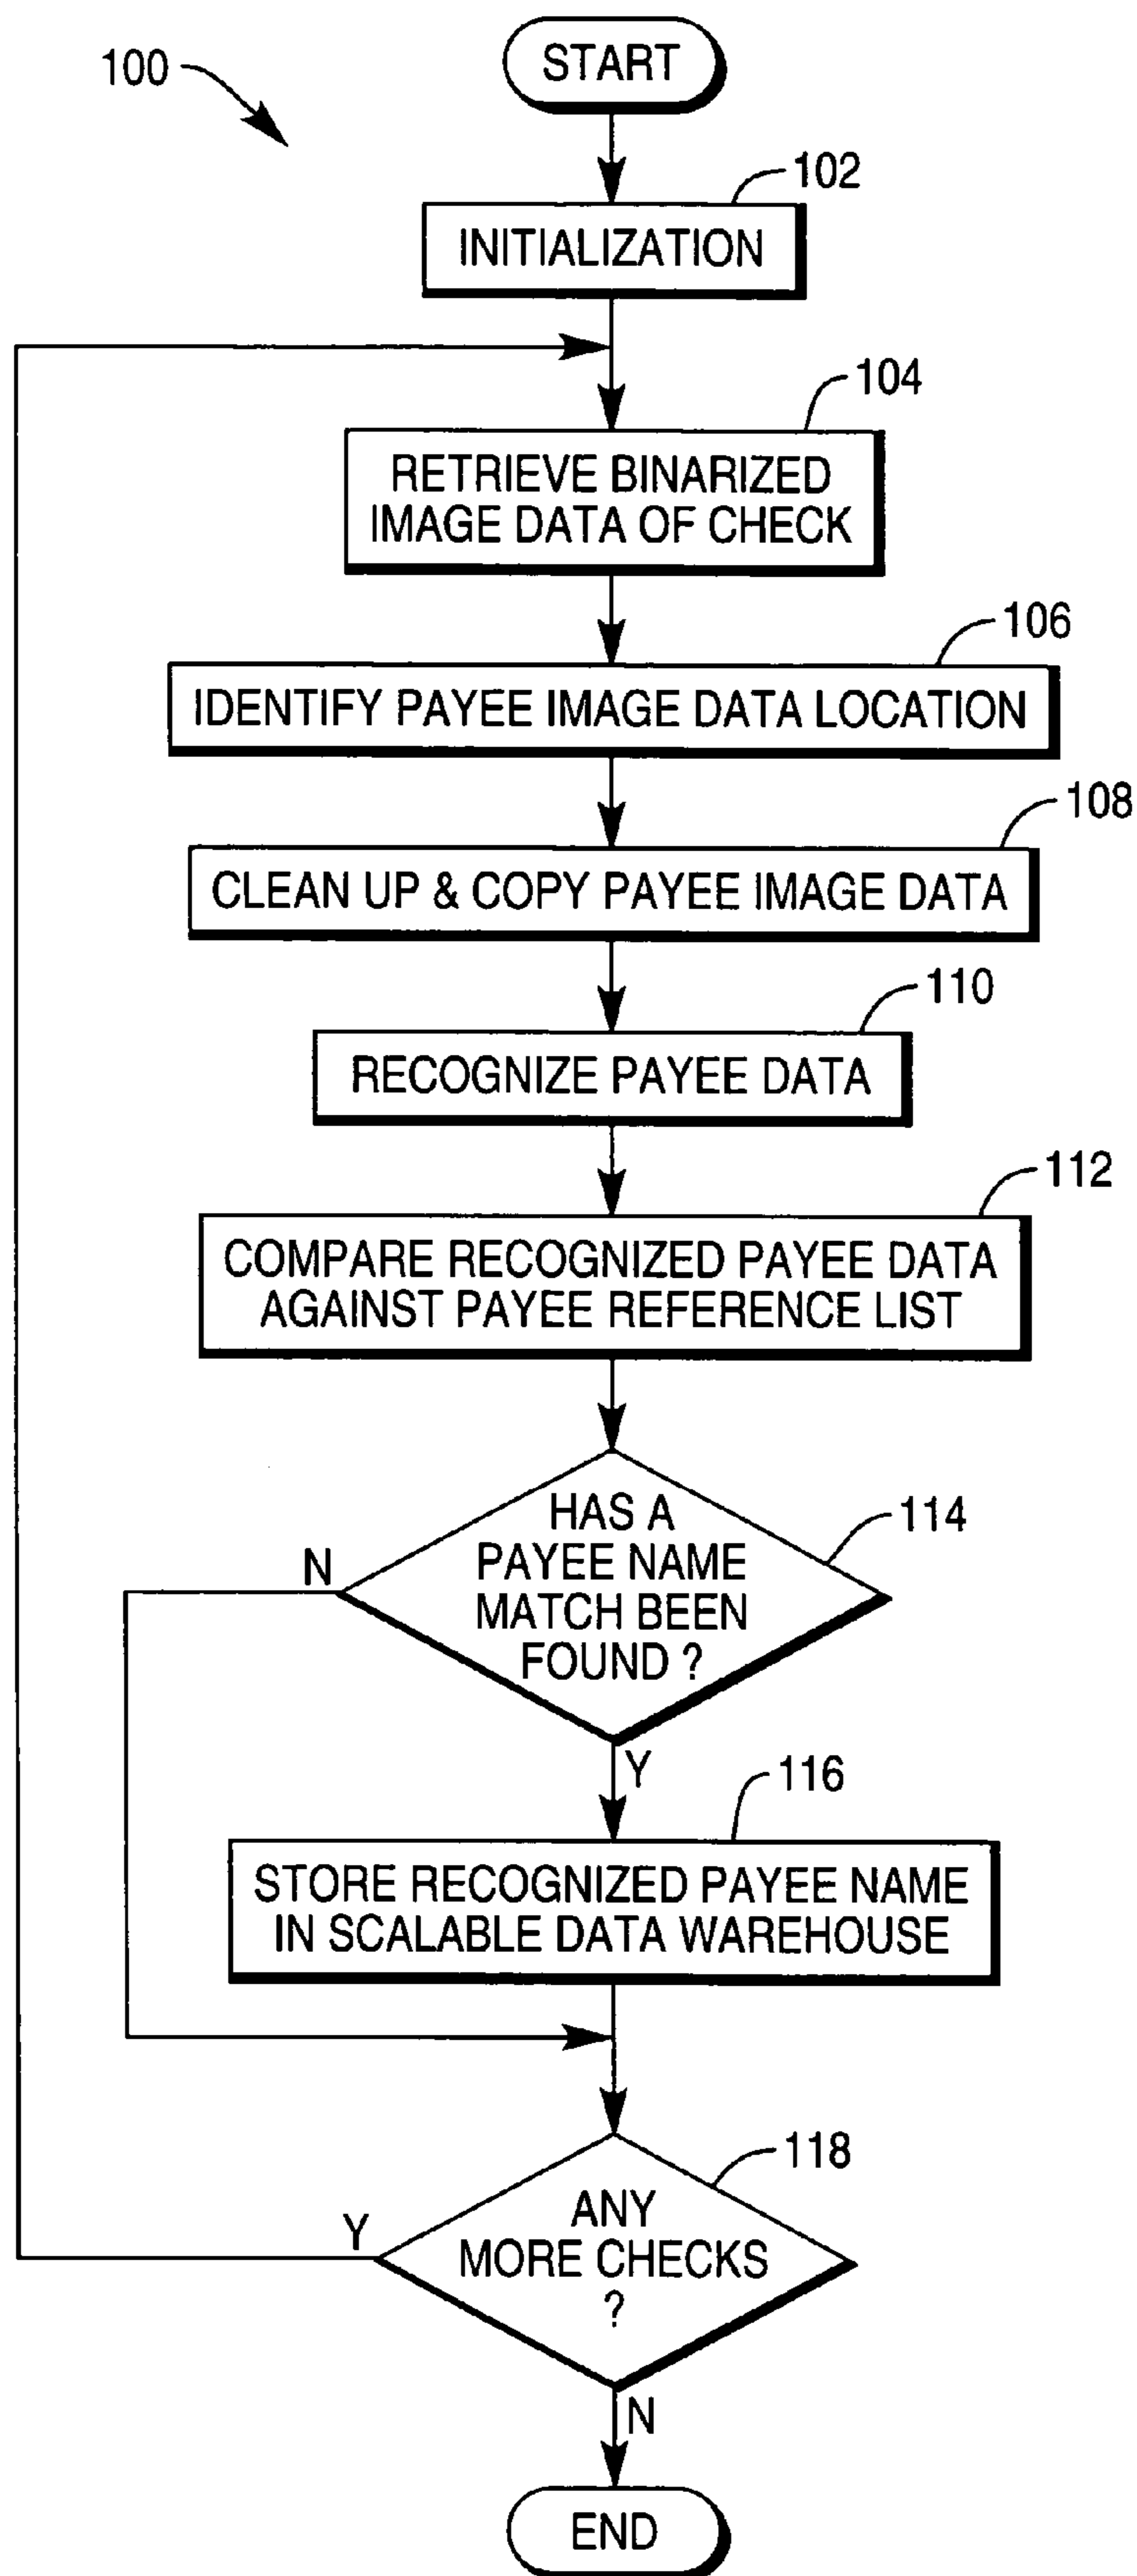 START
100
102
INITIALIZATION
104
RETRIEVE BINARIZED
IMAGE DATA OF CHECK
106
IDENTIFY PAYEE IMAGE DATA LOCATION
108
CLEAN UP & COPY PAYEE IMAGE DATA
110
RECOGNIZE PAYEE DATA
112
COMPARE RECOGNIZED PAYEE DATA
AGAINST PAYEE REFERENCE LIST
114
HAS A
PAYEE NAME
MATCH BEEN
FOUND ?
N
Y
116
STORE RECOGNIZED PAYEE NAME
IN SCALABLE DATA WAREHOUSE
118
ANY
MORE CHECKS
?
Y
N
END